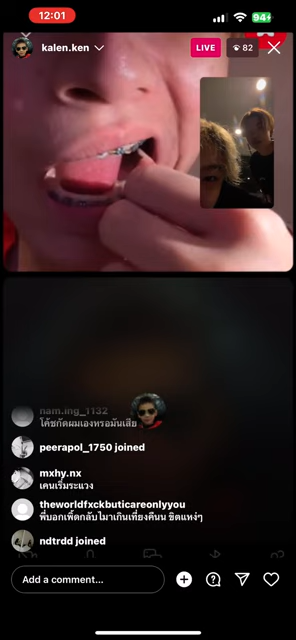 12:01
94+
kalen.ken
LIVE
82
nam.ing_1132
โค้ชกัดผมเองหรอมันเสีย
peerapol_1750 joined
mxhy.nx
เคนเริ่มระแวง
theworldfxckbuticareonlyyou
พี่บอกเพิ้ดกลับไมาเกินเที่ยงคืนน ขิตแหง่ๆ
ndtrdd joined
Add a comment...